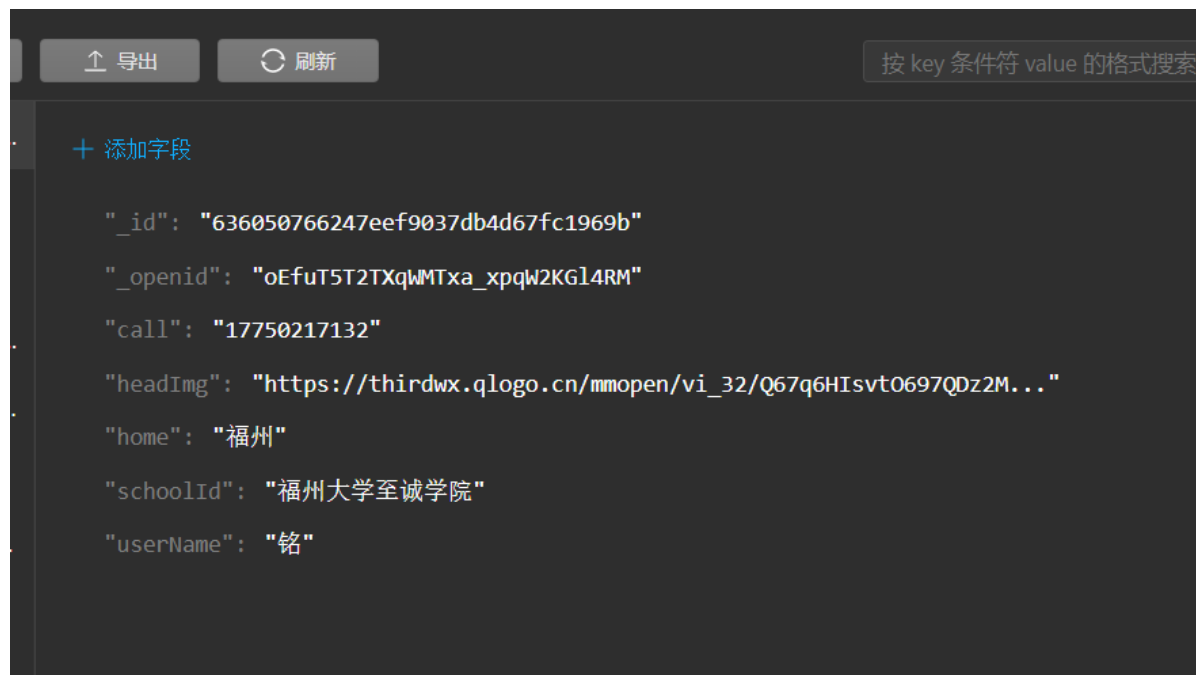 导出 刷新 按 key 条件符 value 的格式搜索
添加字段
"_id": "636050766247eef9037db4d67fc1969b"
"_openid": "oEfuT5T2TXqWMTxa_xpqW2KGl4RM"
"call": "17750217132"
"headImg": "https://thirdwx.qlogo.cn/mmopen/vi_32/Q67q6HIsvtO697QDz2M..."
"home": "福州"
"schoolId": "福州大学至诚学院"
"userName": "铭"